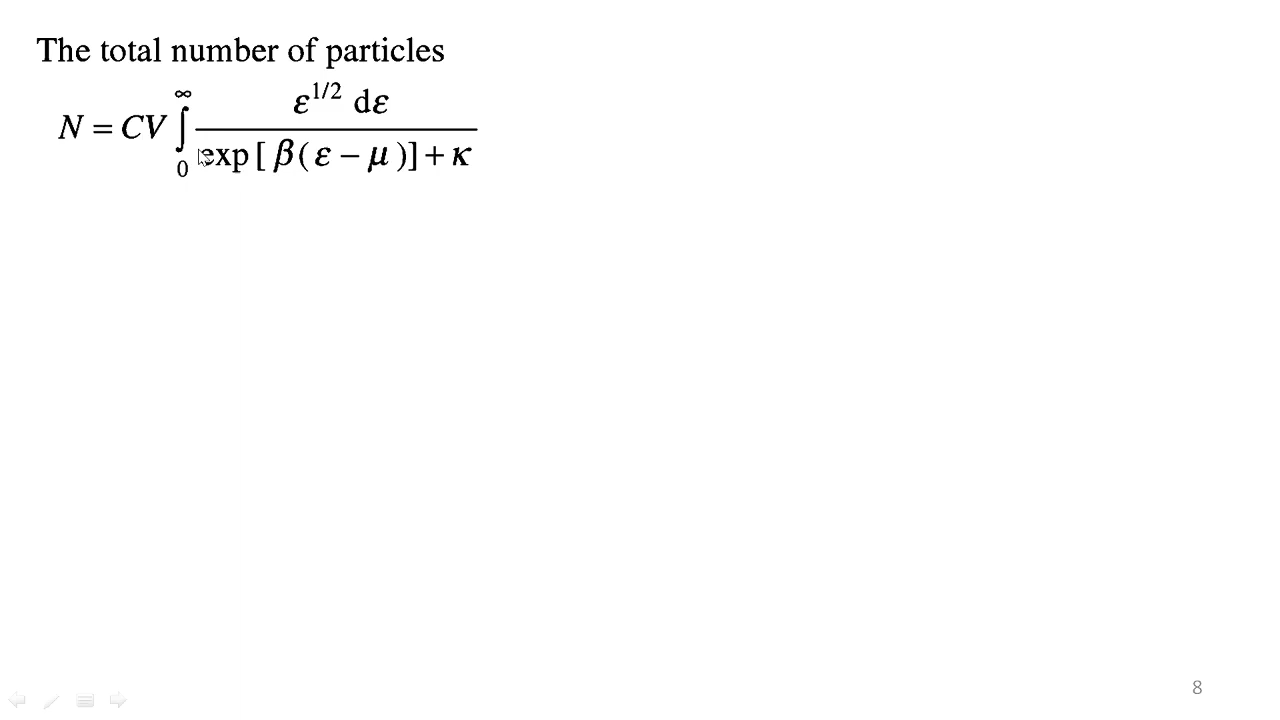 The total number of particles
N = CV ∫₀^∞ ε^{1/2} dε / (exp[β(ε − μ)] + κ)
8